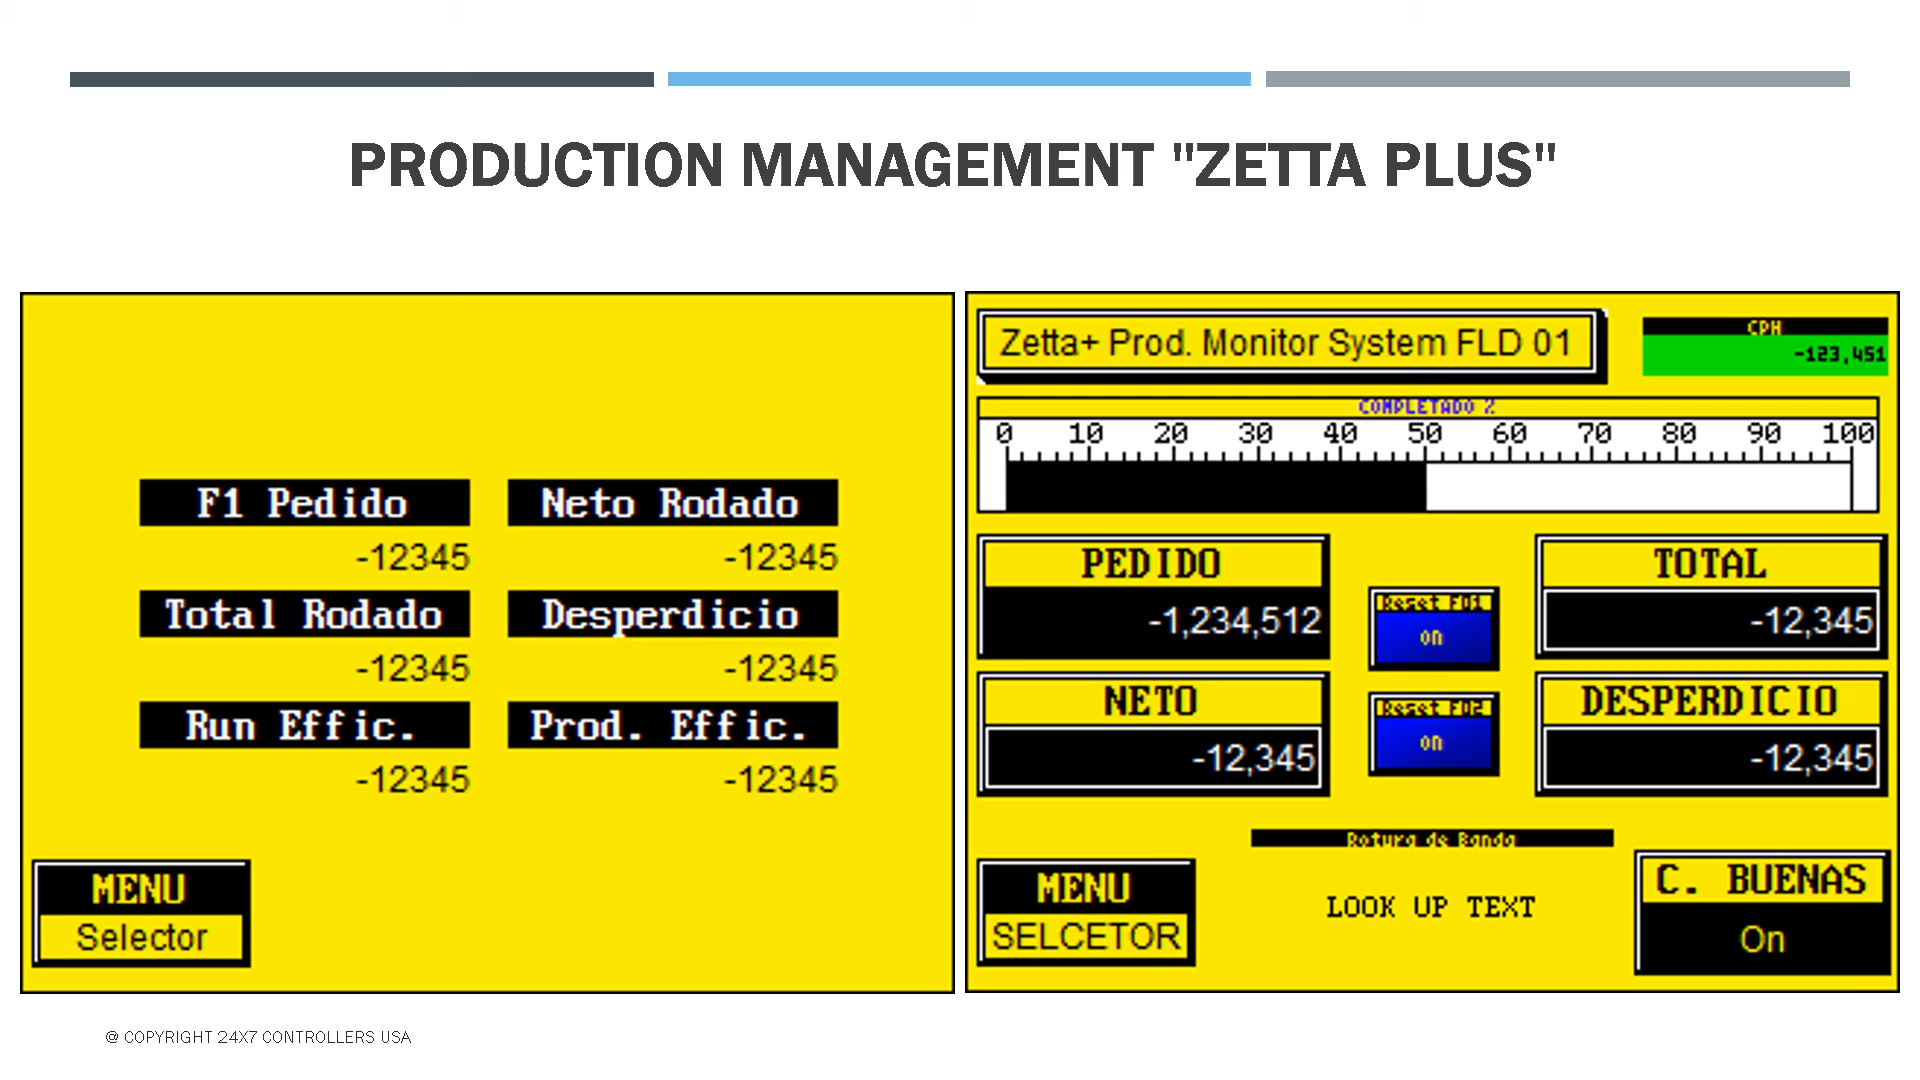 PRODUCTION MANAGEMENT "ZETTA PLUS"
F1 Pedido
Neto Rodado
-12345
-12345
Total Rodado
Desperdicio
-12345
-12345
Run Effic.
Prod. Effic.
-12345
-12345
MENU
Selector
Zetta+ Prod. Monitor System FLD 01
CPH
-123,451
COMPLETADO %
0 10 20 30 40 50 60 70 80 90 100
PEDIDO
-1,234,512
Reset F01
on
TOTAL
-12,345
NETO
-12,345
Reset F02
on
DESPERDICIO
-12,345
Rotura de Banda
LOOK UP TEXT
MENU
SELCETOR
C. BUENAS
On
@ COPYRIGHT 24X7 CONTROLLERS USA